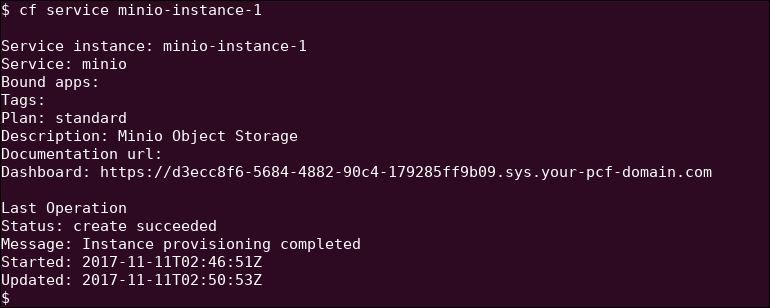 $ cf service minio-instance-1
Service instance: minio-instance-1
Service: minio
Bound apps:
Tags:
Plan: standard
Description: Minio Object Storage
Documentation url:
Dashboard: https://d3ecc8f6-5684-4882-90c4-179285ff9b09.sys.your-pcf-domain.com
Last Operation
Status: create succeeded
Message: Instance provisioning completed
Started: 2017-11-11T02:46:51Z
Updated: 2017-11-11T02:50:53Z
$